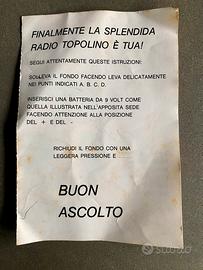 FINALMENTE LA SPLENDIDA
RADIO TOPOLINO È TUA!
SEGUI ATTENTAMENTE QUESTE ISTRUZIONI:
SOLLEVA IL FONDO FACENDO LEVA DELICATAMENTE
NEI PUNTI INDICATI A, B, C, D.
INSERISCI UNA BATTERIA DA 9 VOLT COME
QUELLA ILLUSTRATA NELL'APPOSITA SEDE
FACENDO ATTENZIONE ALLA POSIZIONE
DEL + E DEL -
RICHIUDI IL FONDO CON UNA
LEGGERA PRESSIONE E
BUON
ASCOLTO
subito.it